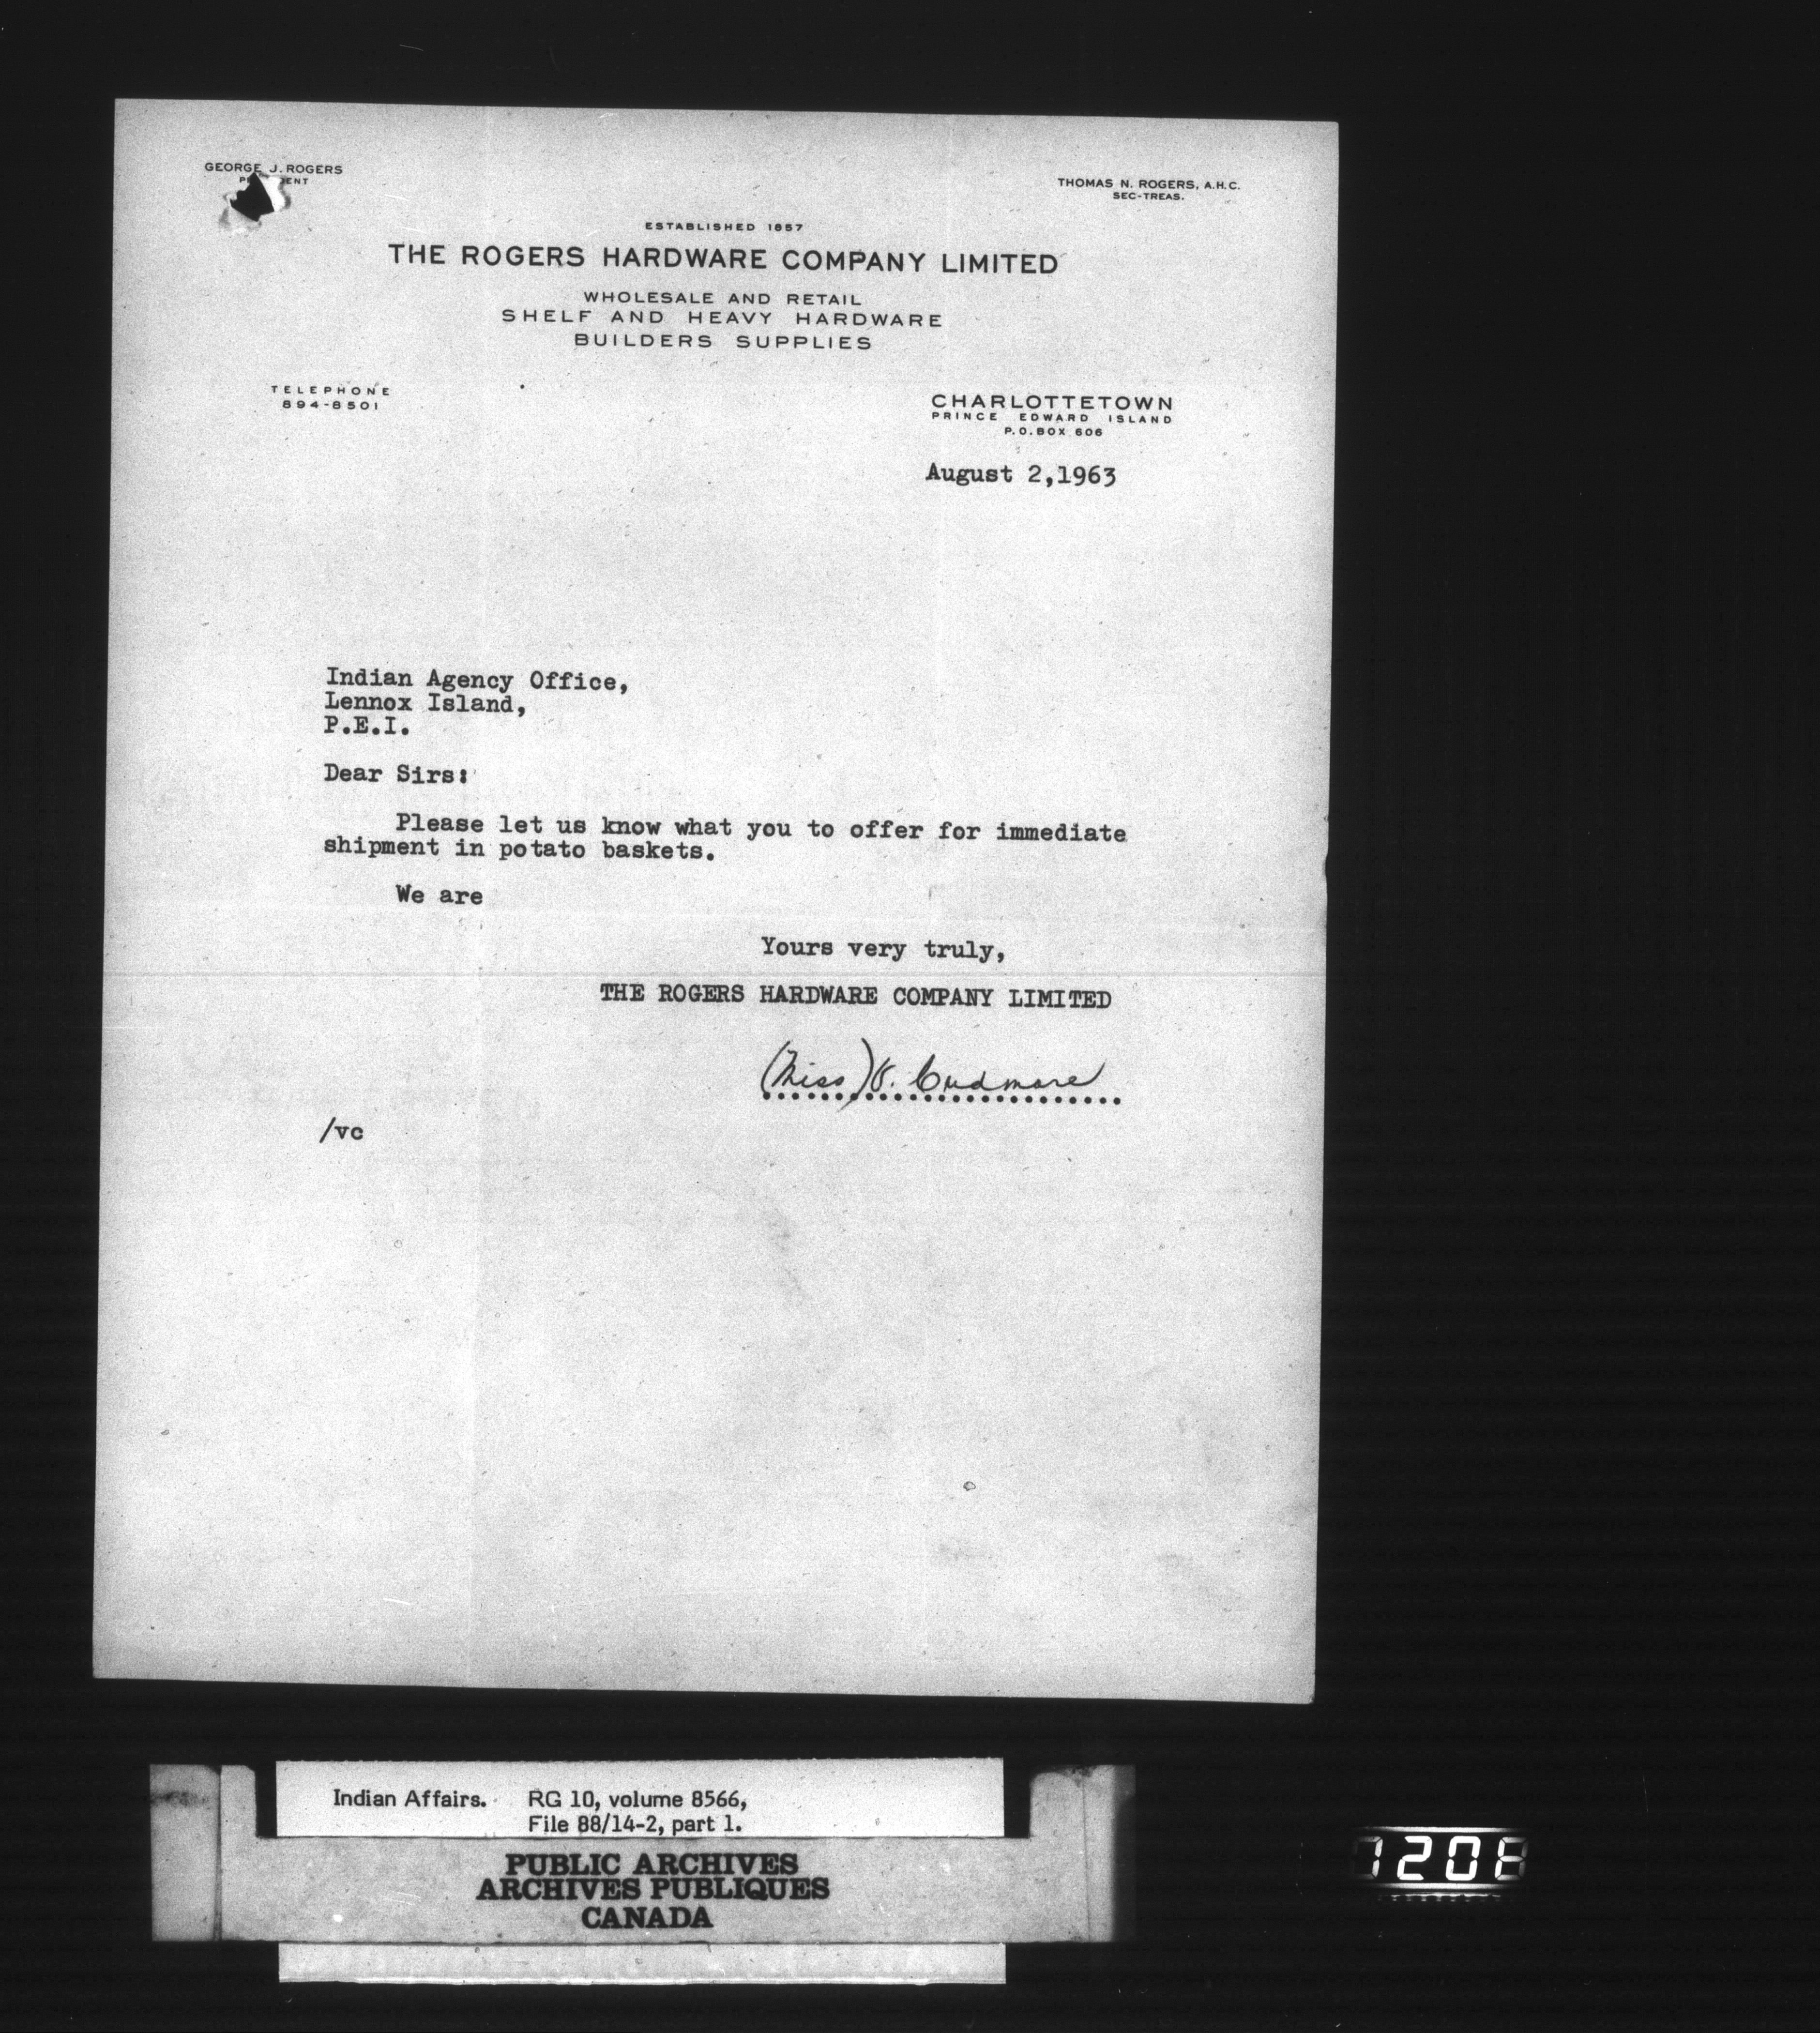 GEORGE J. ROGERS
THOMAS N. ROGERS, A.H.C.
SEC-TREAS.
ESTABLISHED 1857
THE ROGERS HARDWARE COMPANY LIMITED
WHOLESALE AND RETAIL
SHELF AND HEAVY HARDWARE
BUILDERS SUPPLIES
TELEPHONE
894-8501
CHARLOTTETOWN
PRINCE EDWARD ISLAND
P.O. BOX 606
August 2,1963
Indian Agency Office,
Lennox Island,
P.E.I.
Dear Sirs:
Please let us know what you to offer for immediate
shipment in potato baskets.
We are
Yours very truly,
THE ROGERS HARDWARE COMPANY LIMITED
(Miss) V. Cudmore
/vc
Indian Affairs. RG 10, volume 8566,
File 88/14-2, part 1.
PUBLIC ARCHIVES
ARCHIVES PUBLIQUES
CANADA